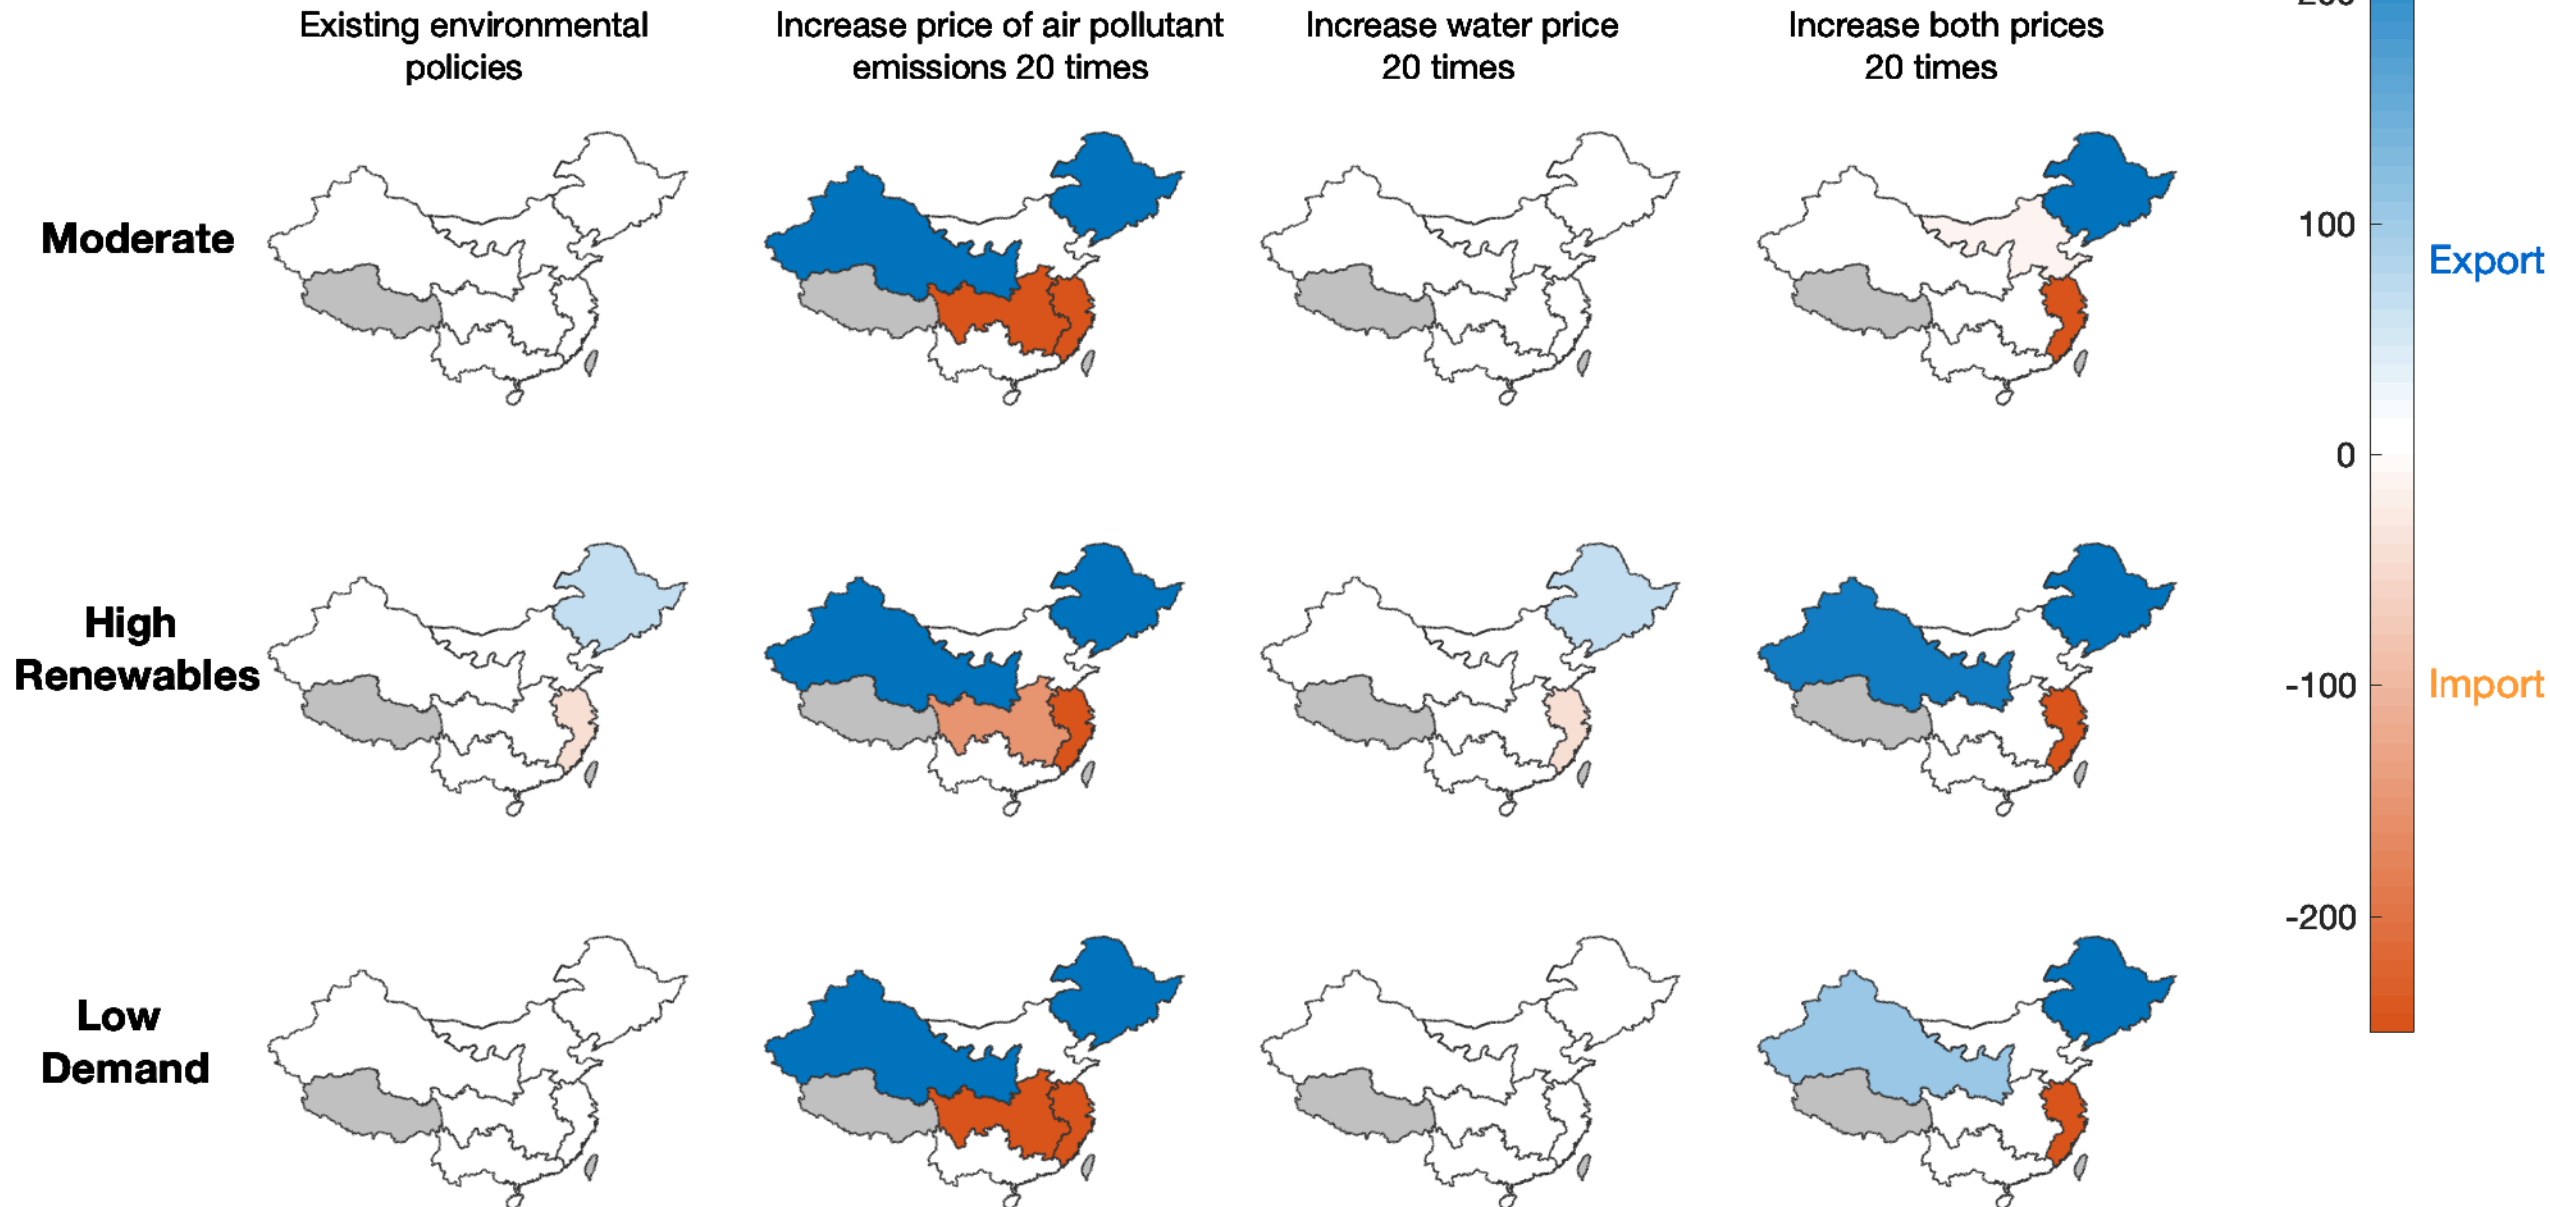 Existing environmental
policies
Increase price of air pollutant
emissions 20 times
Increase water price
20 times
Increase both prices
20 times
Moderate
High
Renewables
Low
Demand
100
0
-100
-200
Export
Import